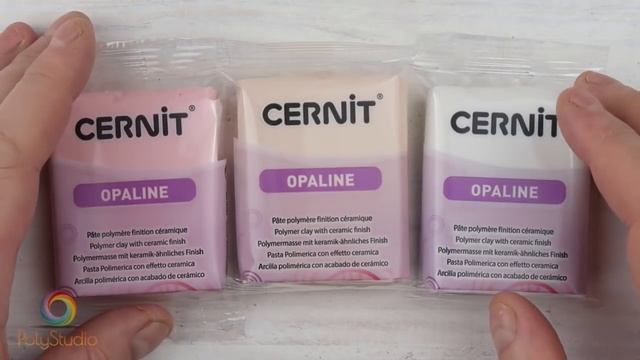 CERNIT®
OPALINE
Pâte polymère finition céramique
Polymer clay with ceramic finish
Polymermasse mit keramik-ähnliches Finish
Pasta Polimerica con effetto ceramica
Arcilla polimérica con acabado de cerámico
CERNIT®
OPALINE
Pâte polymère finition céramique
Polymer clay with ceramic finish
Polymermasse mit keramik-ähnliches Finish
Pasta Polimerica con effetto ceramica
Arcilla polimérica con acabado de cerámico
CERNIT
OPALINE
Pâte polymère finition céramique
Polymer clay with ceramic finish
Polymermasse mit keramik-ähnliches Finish
Pasta Polimerica con effetto ceramica
Arcilla polimérica con acabado de cerámico
PolyStudio